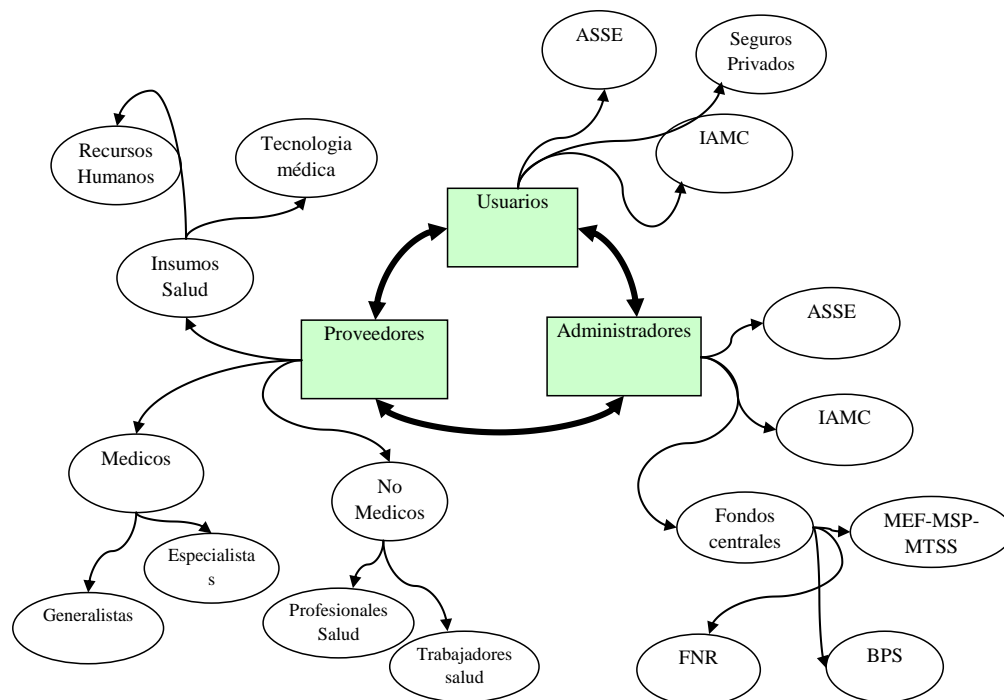 ASSE
Seguros
Privados
IAMC
Recursos
Humanos
Tecnologia
médica
Usuarios
Insumos
Salud
Proveedores
Administradores
ASSE
IAMC
Medicos
No
Medicos
Fondos
centrales
MEF-MSP-
MTSS
Especialista
s
Generalistas
Profesionales
Salud
Trabajadores
salud
FNR
BPS